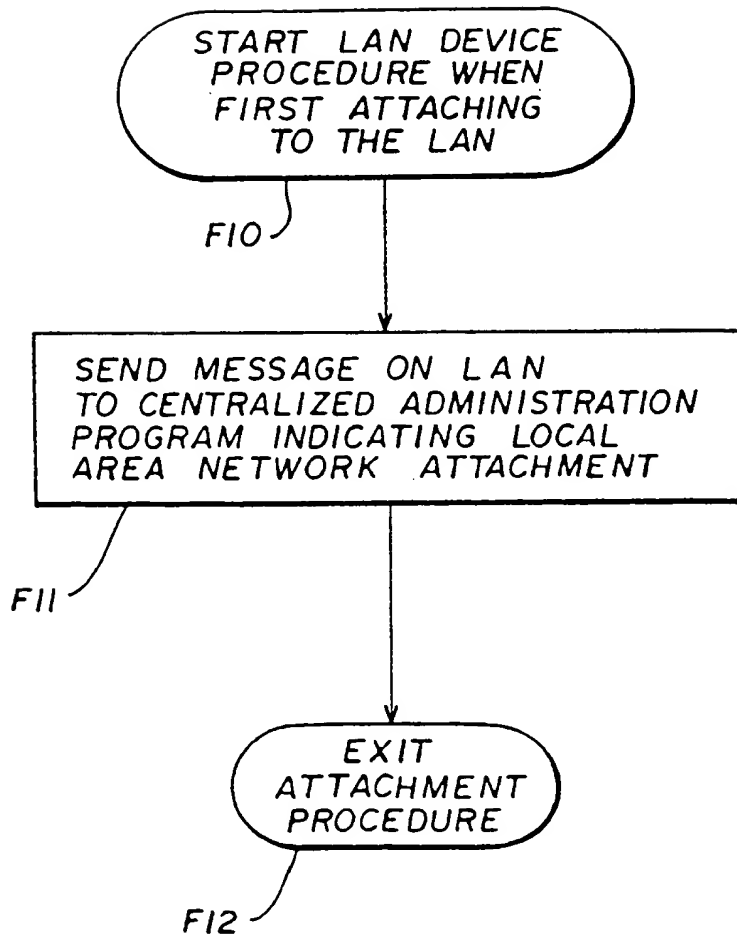 START LAN DEVICE
PROCEDURE WHEN
FIRST ATTACHING
TO THE LAN
F10
SEND MESSAGE ON LAN
TO CENTRALIZED ADMINISTRATION
PROGRAM INDICATING LOCAL
AREA NETWORK ATTACHMENT
F11
EXIT
ATTACHMENT
PROCEDURE
F12